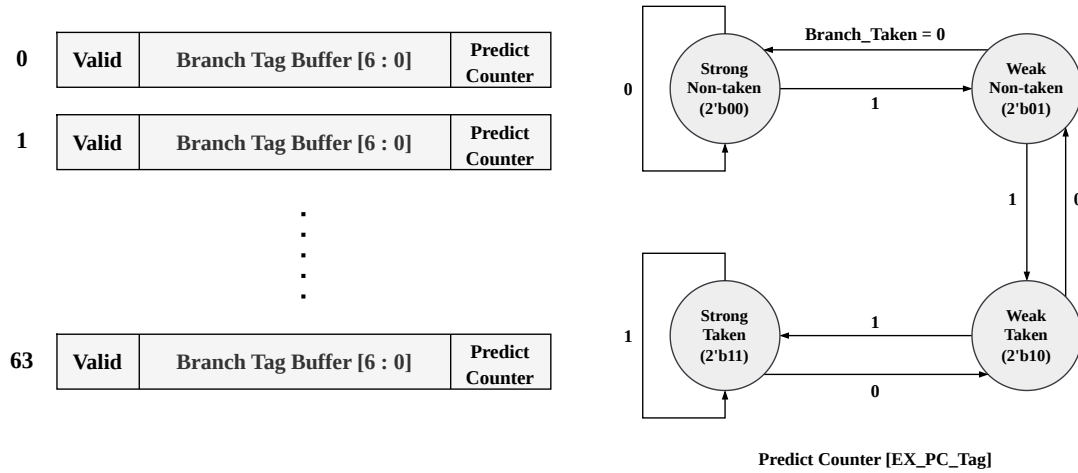 0
Valid
Branch Tag Buffer [6 : 0]
Predict
Counter
1
Valid
Branch Tag Buffer [6 : 0]
Predict
Counter
63
Valid
Branch Tag Buffer [6 : 0]
Predict
Counter
Branch_Taken = 0
0
Strong
Non-taken
(2'b00)
1
Weak
Non-taken
(2'b01)
1
0
1
Strong
Taken
(2'b11)
1
0
Weak
Taken
(2'b10)
Predict Counter [EX_PC_Tag]